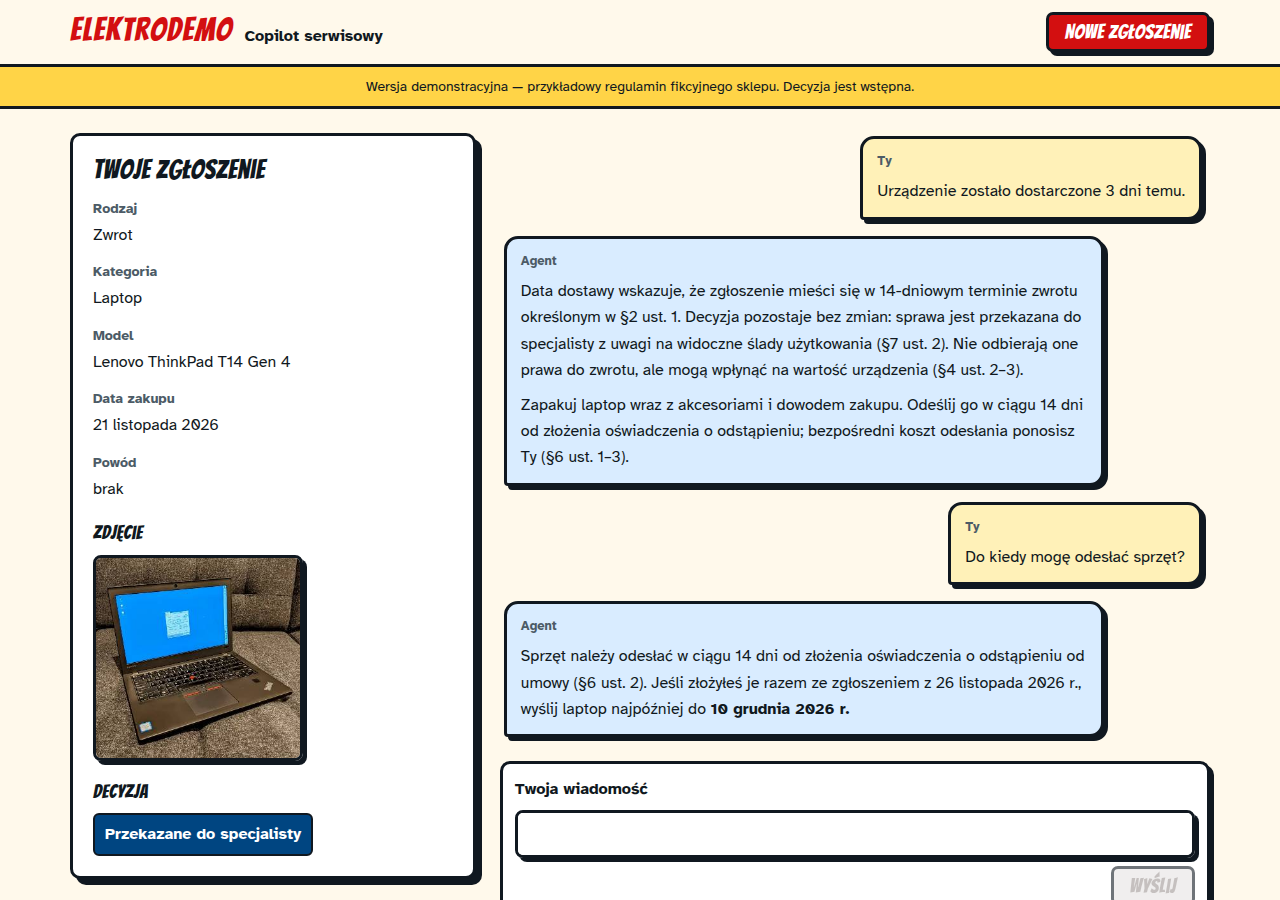 ELEKTRODEMO Copilot serwisowy
NOWE ZGŁOSZENIE
Wersja demonstracyjna — przykładowy regulamin fikcyjnego sklepu. Decyzja jest wstępna.
TWOJE ZGŁOSZENIE
Rodzaj
Zwrot
Kategoria
Laptop
Model
Lenovo ThinkPad T14 Gen 4
Data zakupu
21 listopada 2026
Powód
brak
ZDJĘCIE
DECYZJA
Przekazane do specjalisty
Ty
Urządzenie zostało dostarczone 3 dni temu.
Agent
Data dostawy wskazuje, że zgłoszenie mieści się w 14-dniowym terminie zwrotu
określonym w §2 ust. 1. Decyzja pozostaje bez zmian: sprawa jest przekazana do
specjalisty z uwagi na widoczne ślady użytkowania (§7 ust. 2). Nie odbierają one
prawa do zwrotu, ale mogą wpłynąć na wartość urządzenia (§4 ust. 2–3).
Zapakuj laptop wraz z akcesoriami i dowodem zakupu. Odeślij go w ciągu 14 dni
od złożenia oświadczenia o odstąpieniu; bezpośredni koszt odesłania ponosisz
Ty (§6 ust. 1–3).
Ty
Do kiedy mogę odesłać sprzęt?
Agent
Sprzęt należy odesłać w ciągu 14 dni od złożenia oświadczenia o odstąpieniu od
umowy (§6 ust. 2). Jeśli złożyłeś je razem ze zgłoszeniem z 26 listopada 2026 r.,
wyślij laptop najpóźniej do 10 grudnia 2026 r.
Twoja wiadomość
WYŚLIJ